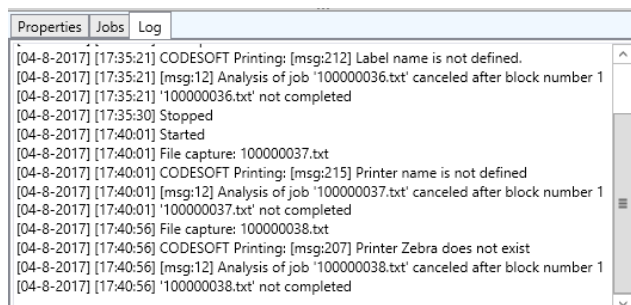 Properties Jobs Log
[04-8-2017] [17:35:21] CODESOFT Printing: [msg:212] Label name is not defined.
[04-8-2017] [17:35:21] [msg:12] Analysis of job '100000036.txt' canceled after block number 1
[04-8-2017] [17:35:21] '100000036.txt' not completed
[04-8-2017] [17:35:30] Stopped
[04-8-2017] [17:40:01] Started
[04-8-2017] [17:40:01] File capture: 100000037.txt
[04-8-2017] [17:40:01] CODESOFT Printing: [msg:215] Printer name is not defined
[04-8-2017] [17:40:01] [msg:12] Analysis of job '100000037.txt' canceled after block number 1
[04-8-2017] [17:40:01] '100000037.txt' not completed
[04-8-2017] [17:40:56] File capture: 100000038.txt
[04-8-2017] [17:40:56] CODESOFT Printing: [msg:207] Printer Zebra does not exist
[04-8-2017] [17:40:56] [msg:12] Analysis of job '100000038.txt' canceled after block number 1
[04-8-2017] [17:40:56] '100000038.txt' not completed